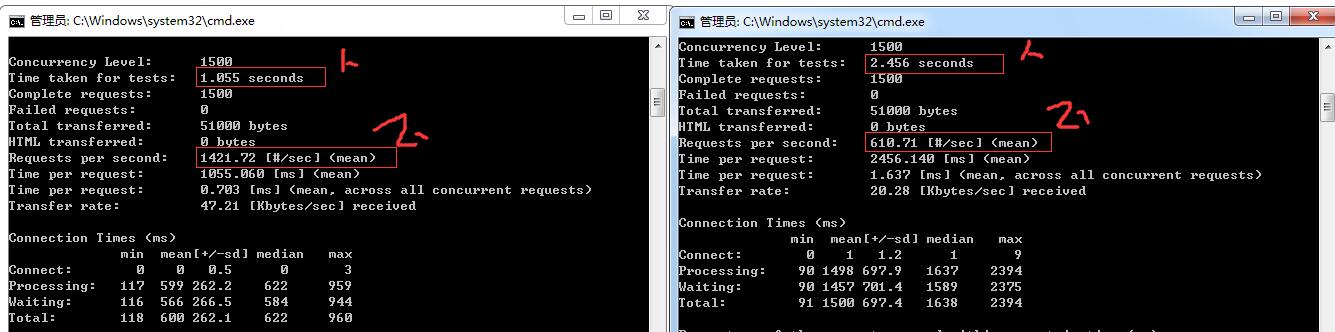 管理员: C:\Windows\system32\cmd.exe
Concurrency Level: 1500
Time taken for tests: 1.055 seconds
Complete requests: 1500
Failed requests: 0
Total transferred: 51000 bytes
HTML transferred: 0 bytes
Requests per second: 1421.72 [#/sec] (mean)
Time per request: 1055.060 [ms] (mean)
Time per request: 0.703 [ms] (mean, across all concurrent requests)
Transfer rate: 47.21 [Kbytes/sec] received
Connection Times (ms)
min mean[+/-sd] median max
Connect: 0 0 0.5 0 3
Processing: 117 599 262.2 622 959
Waiting: 116 566 266.5 584 944
Total: 118 600 262.1 622 960
管理员: C:\Windows\system32\cmd.exe
Concurrency Level: 1500
Time taken for tests: 2.456 seconds
Complete requests: 1500
Failed requests: 0
Total transferred: 51000 bytes
HTML transferred: 0 bytes
Requests per second: 610.71 [#/sec] (mean)
Time per request: 2456.140 [ms] (mean)
Time per request: 1.637 [ms] (mean, across all concurrent requests)
Transfer rate: 20.28 [Kbytes/sec] received
Connection Times (ms)
min mean[+/-sd] median max
Connect: 0 1 1.2 1 9
Processing: 90 1498 697.9 1637 2394
Waiting: 90 1457 701.4 1589 2375
Total: 91 1500 697.4 1638 2394